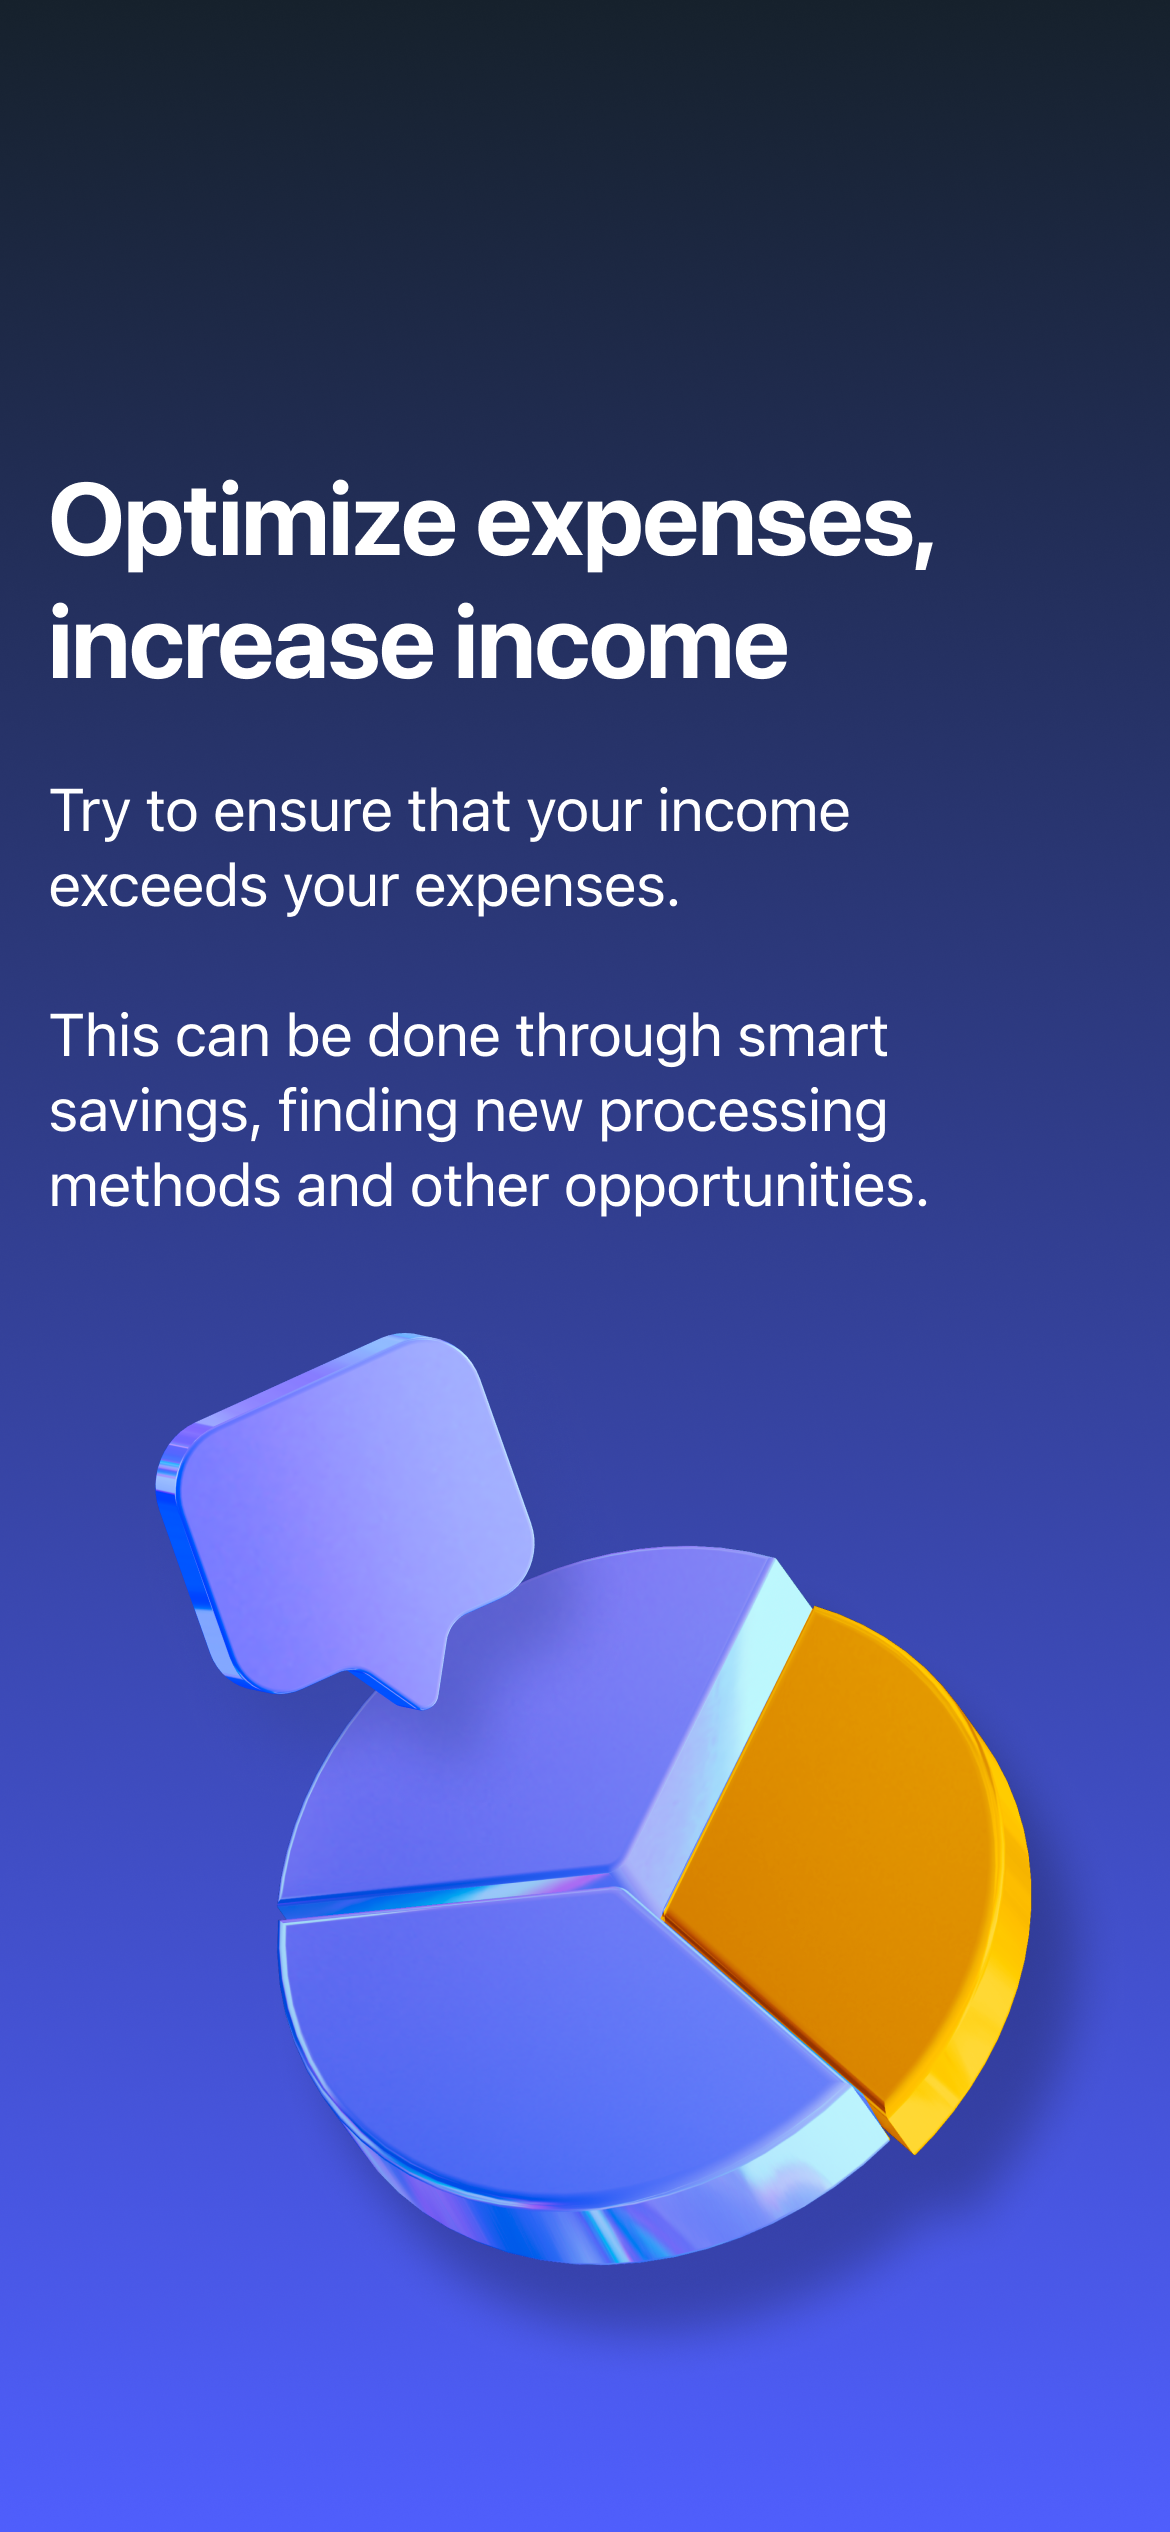 Optimize expenses,
increase income
Try to ensure that your income
exceeds your expenses.
This can be done through smart
savings, finding new processing
methods and other opportunities.